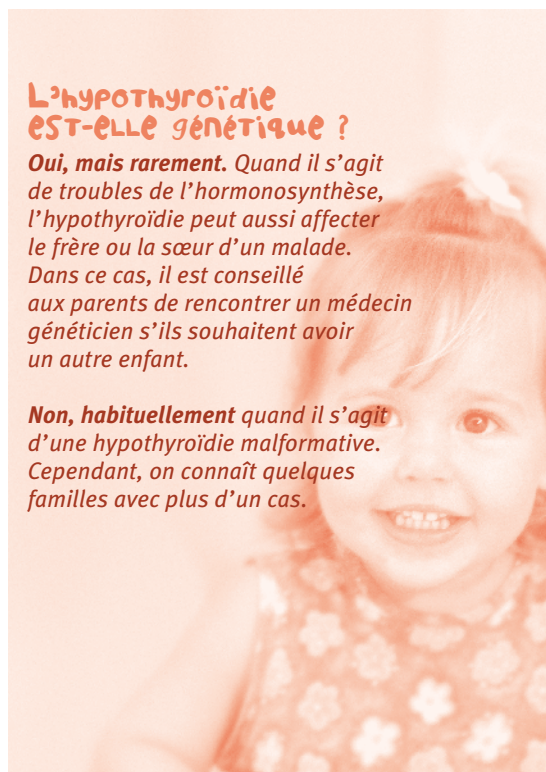 L'hypothyroïdie
est-elle génétique ?
Oui, mais rarement. Quand il s'agit
de troubles de l'hormonosynthèse,
l'hypothyroïdie peut aussi affecter
le frère ou la sœur d'un malade.
Dans ce cas, il est conseillé
aux parents de rencontrer un médecin
généticien s'ils souhaitent avoir
un autre enfant.
Non, habituellement quand il s'agit
d'une hypothyroïdie malformative.
Cependant, on connaît quelques
familles avec plus d'un cas.